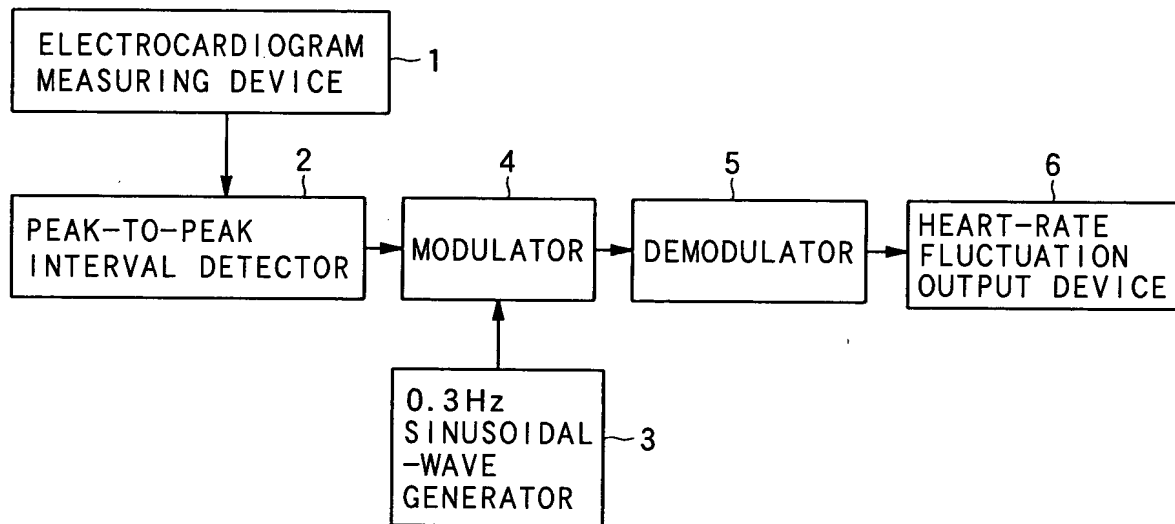 ELECTROCARDIOGRAM
MEASURING DEVICE
1
2
PEAK-TO-PEAK
INTERVAL DETECTOR
4
MODULATOR
5
DEMODULATOR
6
HEART-RATE
FLUCTUATION
OUTPUT DEVICE
0.3Hz
SINUSOIDAL
-WAVE
GENERATOR
3